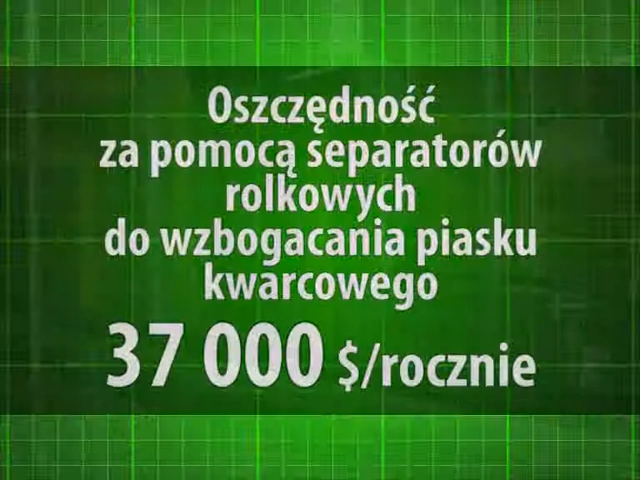 Oszczędność
za pomocą separatorów
rolkowych
do wzbogacania piasku
kwarcowego
37 000 $/rocznie